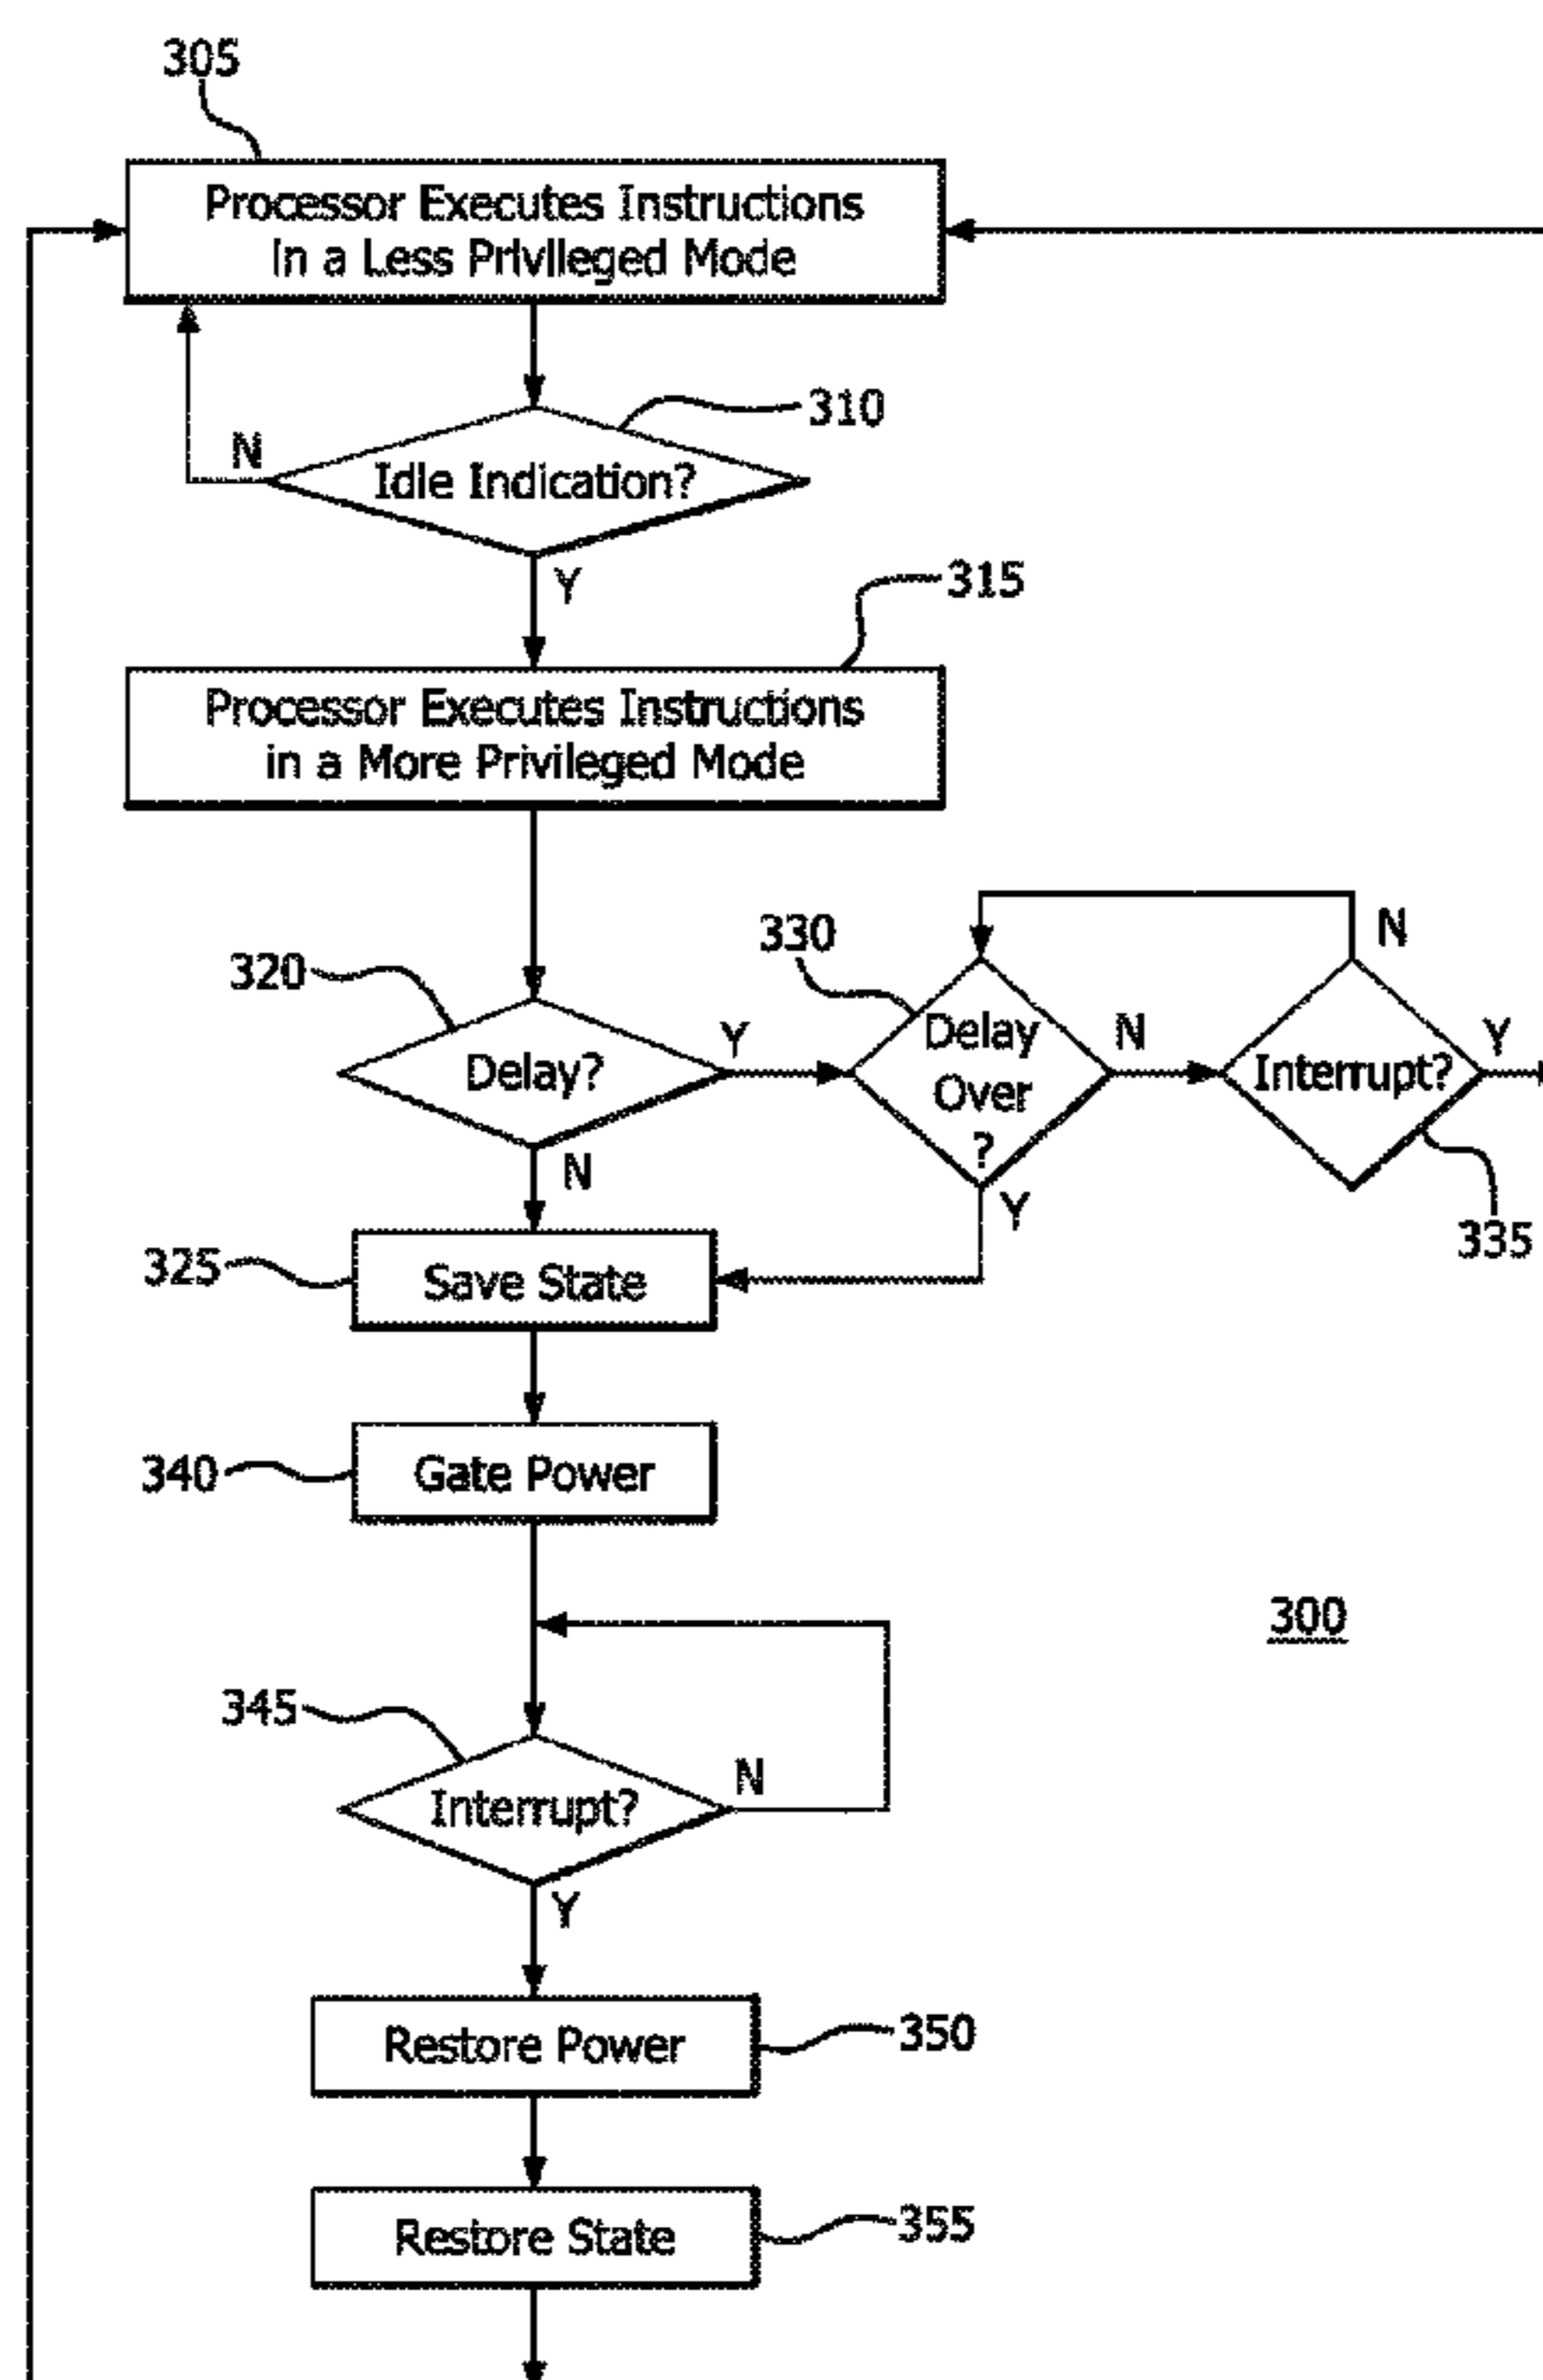 305
Processor Executes Instructions
in a Less Privileged Mode
310
N
Idle Indication?
Y
315
Processor Executes Instructions
in a More Privileged Mode
320
Delay?
Y
N
330
Delay
Over
?
N
Y
N
Interrupt?
Y
335
325
Save State
340
Gate Power
300
345
Interrupt?
N
Y
Restore Power
350
Restore State
355